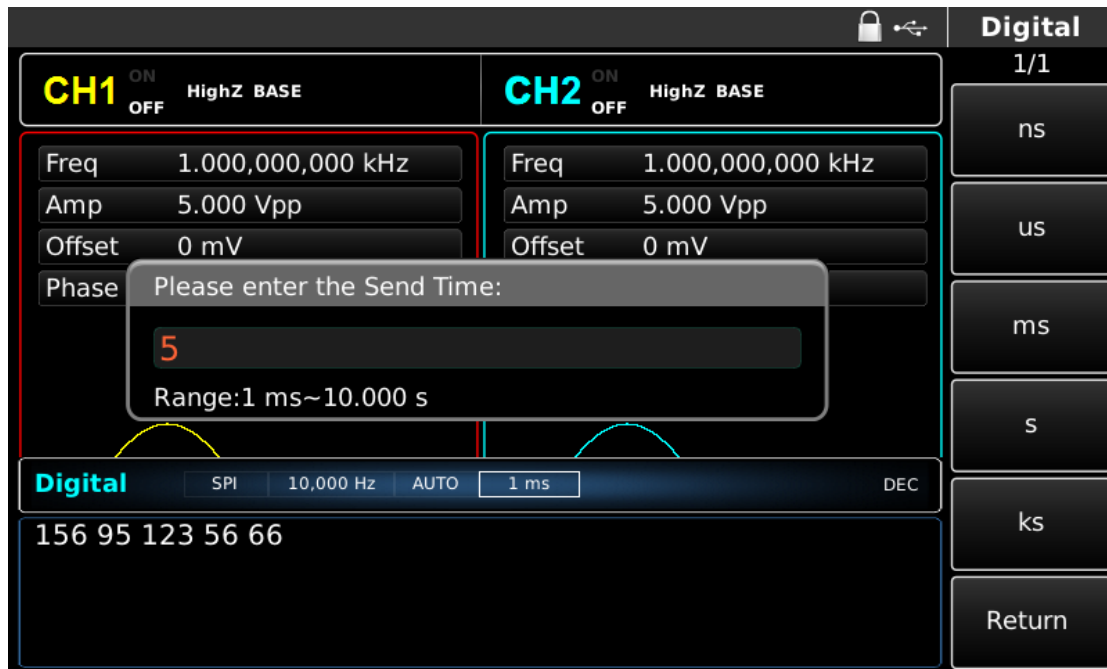 Digital
1/1
CH1 ON OFF HighZ BASE
CH2 ON OFF HighZ BASE
Freq 1.000,000,000 kHz
Amp 5.000 Vpp
Offset 0 mV
Phase
Freq 1.000,000,000 kHz
Amp 5.000 Vpp
Offset 0 mV
Please enter the Send Time:
5
Range:1 ms~10.000 s
Digital SPI 10,000 Hz AUTO 1 ms DEC
156 95 123 56 66
ns
us
ms
s
ks
Return